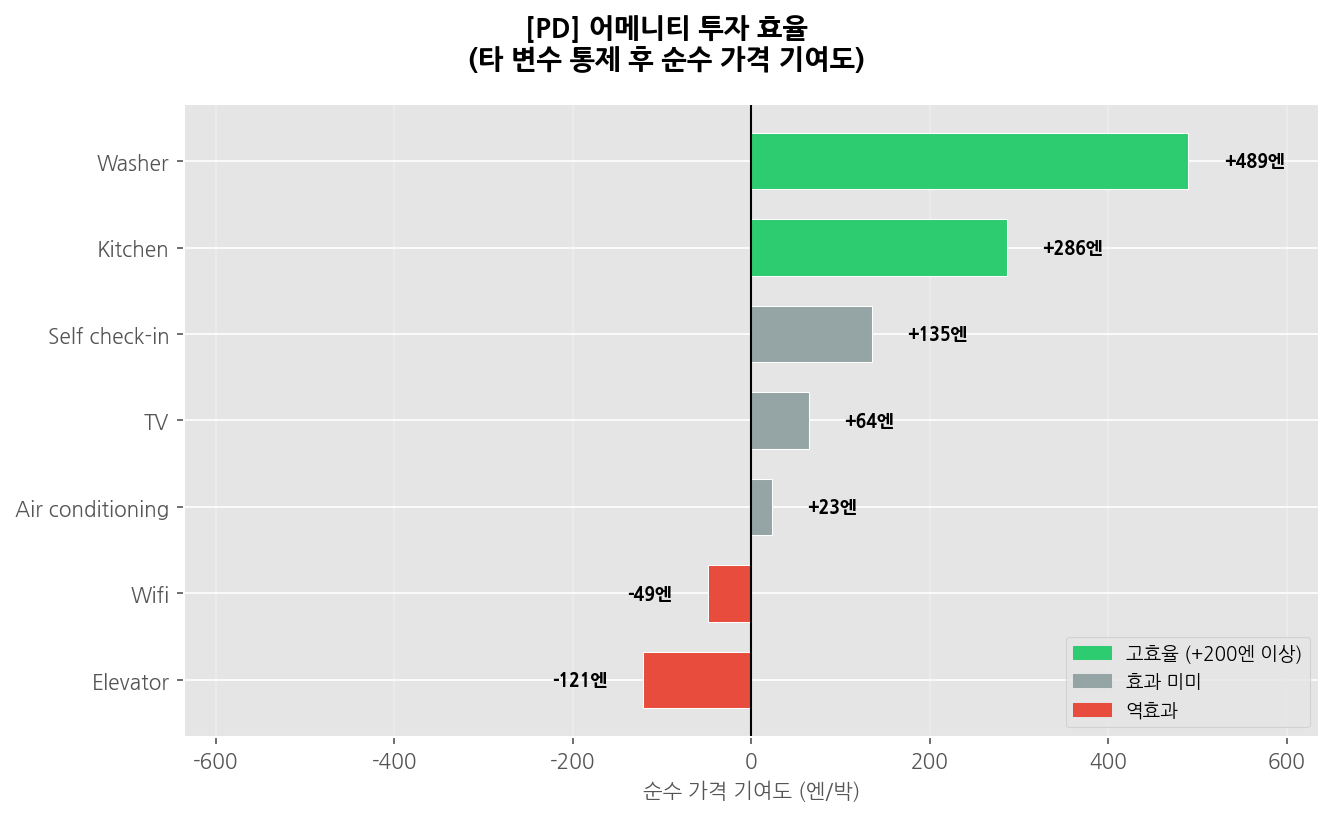 [PD] 어메니티 투자 효율
(타 변수 통제 후 순수 가격 기여도)
Washer
+489엔
Kitchen
+286엔
Self check-in
+135엔
TV
+64엔
Air conditioning
+23엔
Wifi
-49엔
Elevator
-121엔
고효율 (+200엔 이상)
효과 미미
역효과
-600 -400 -200 0 200 400 600
순수 가격 기여도 (엔/박)